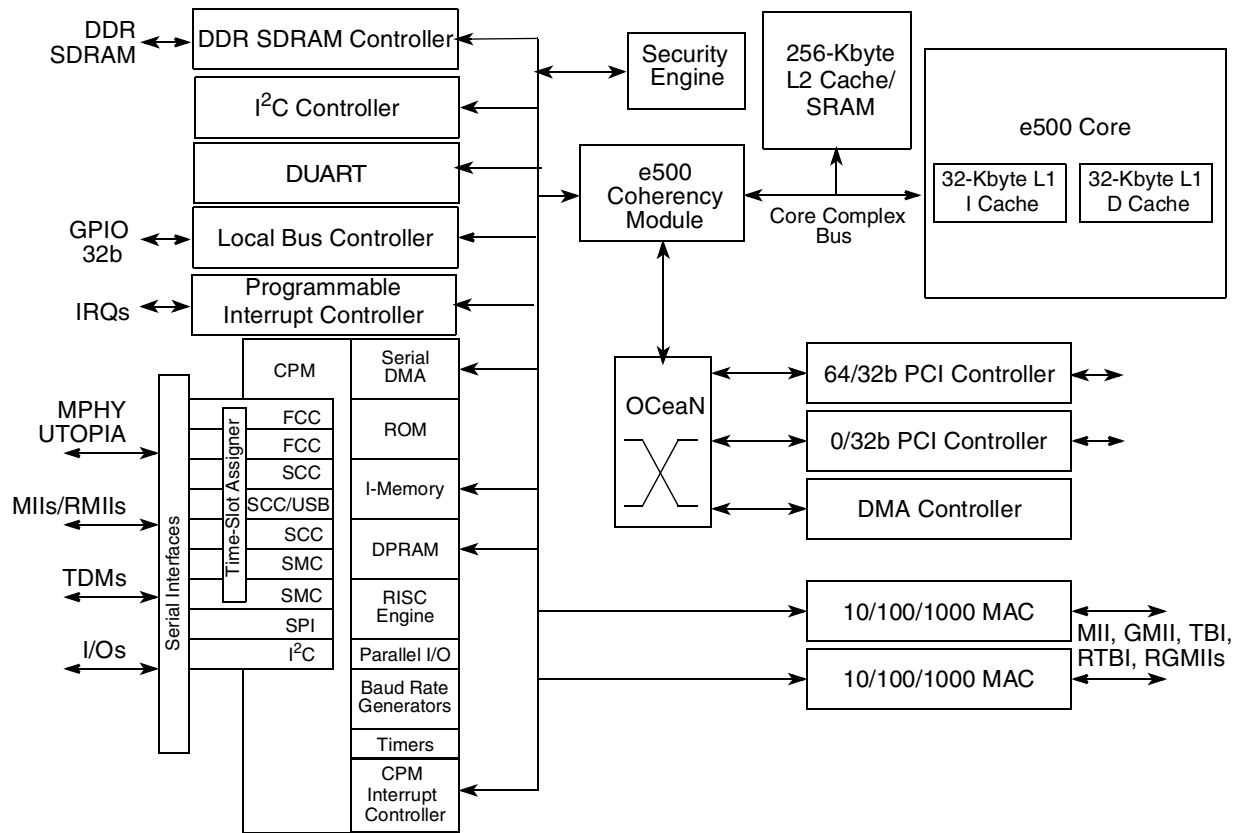 DDR
SDRAM
DDR SDRAM Controller
I²C Controller
DUART
GPIO
32b
Local Bus Controller
IRQs
Programmable
Interrupt Controller
Security
Engine
256-Kbyte
L2 Cache/
SRAM
e500 Core
32-Kbyte L1
I Cache
32-Kbyte L1
D Cache
e500
Coherency
Module
Core Complex
Bus
MPHY
UTOPIA
MIIs/RMIIs
TDMs
I/Os
Serial Interfaces
Time-Slot Assigner
CPM
FCC
FCC
SCC
SCC/USB
SCC
SMC
SMC
SPI
I²C
Serial
DMA
ROM
I-Memory
DPRAM
RISC
Engine
Parallel I/O
Baud Rate
Generators
Timers
CPM
Interrupt
Controller
OCeaN
64/32b PCI Controller
0/32b PCI Controller
DMA Controller
10/100/1000 MAC
10/100/1000 MAC
MII, GMII, TBI,
RTBI, RGMIIs